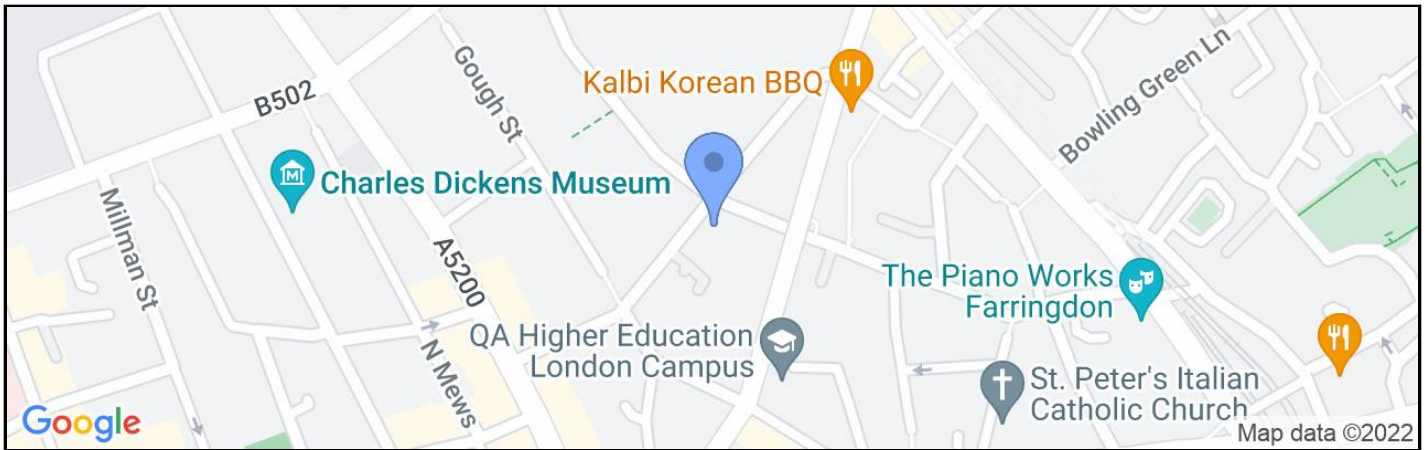 B502
Gough St
Kalbi Korean BBQ
Bowling Green Ln
Charles Dickens Museum
Millman St
A5200
The Piano Works
Farringdon
QA Higher Education
London Campus
N Mews
St. Peter's Italian
Catholic Church
Google
Map data ©2022